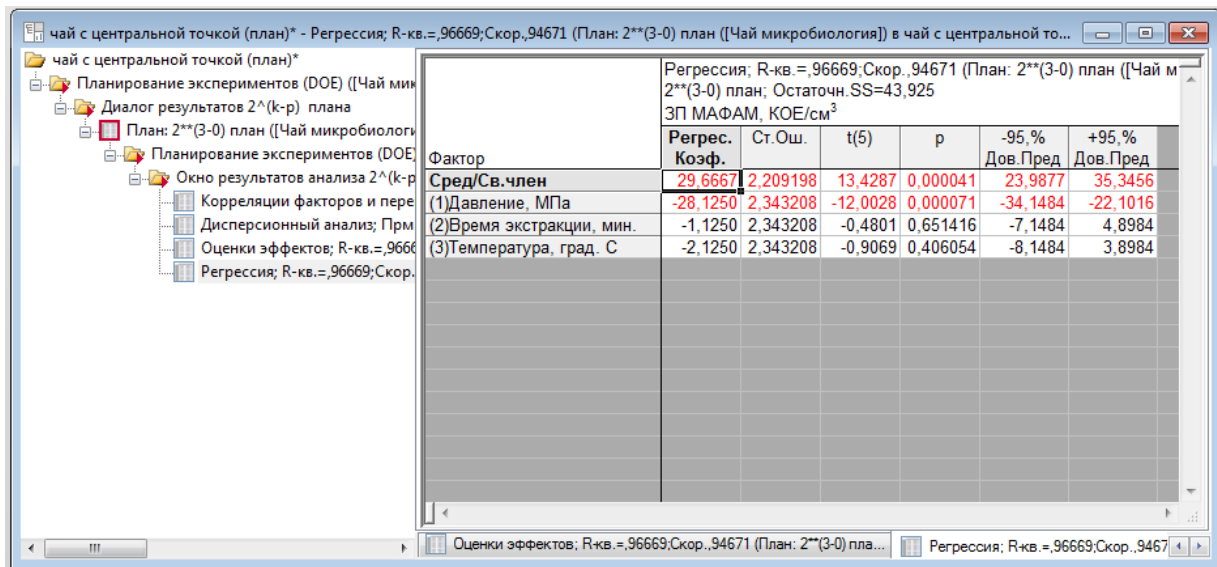 чай с центральной точкой (план)* - Регрессия; R-кв.=,96669;Скор.,94671 (План: 2**(3-0) план ([Чай микробиология]) в чай с центральной то...
чай с центральной точкой (план)*
Планирование экспериментов (DOE) ([Чай мик
Диалог результатов 2^(k-p) плана
План: 2**(3-0) план ([Чай микробиологи
Планирование экспериментов (DOE)
Окно результатов анализа 2^(k-p
Корреляции факторов и пере
Дисперсионный анализ; Прм
Оценки эффектов; R-кв.=,9666
Регрессия; R-кв.=,96669;Скор.
Регрессия; R-кв.=,96669;Скор.,94671 (План: 2**(3-0) план ([Чай м
2**(3-0) план; Остаточн.SS=43,925
ЗП МАФАМ, КОЕ/см³
Фактор Регрес. Коэф. Ст.Ош. t(5) p -95,% Дов.Пред +95,% Дов.Пред
Сред/Св.член 29,6667 2,209198 13,4287 0,000041 23,9877 35,3456
(1)Давление, МПа -28,1250 2,343208 -12,0028 0,000071 -34,1484 -22,1016
(2)Время экстракции, мин. -1,1250 2,343208 -0,4801 0,651416 -7,1484 4,8984
(3)Температура, град. С -2,1250 2,343208 -0,9069 0,406054 -8,1484 3,8984
Оценки эффектов; R-кв.=,96669;Скор.,94671 (План: 2**(3-0) пла...
Регрессия; R-кв.=,96669;Скор.,9467